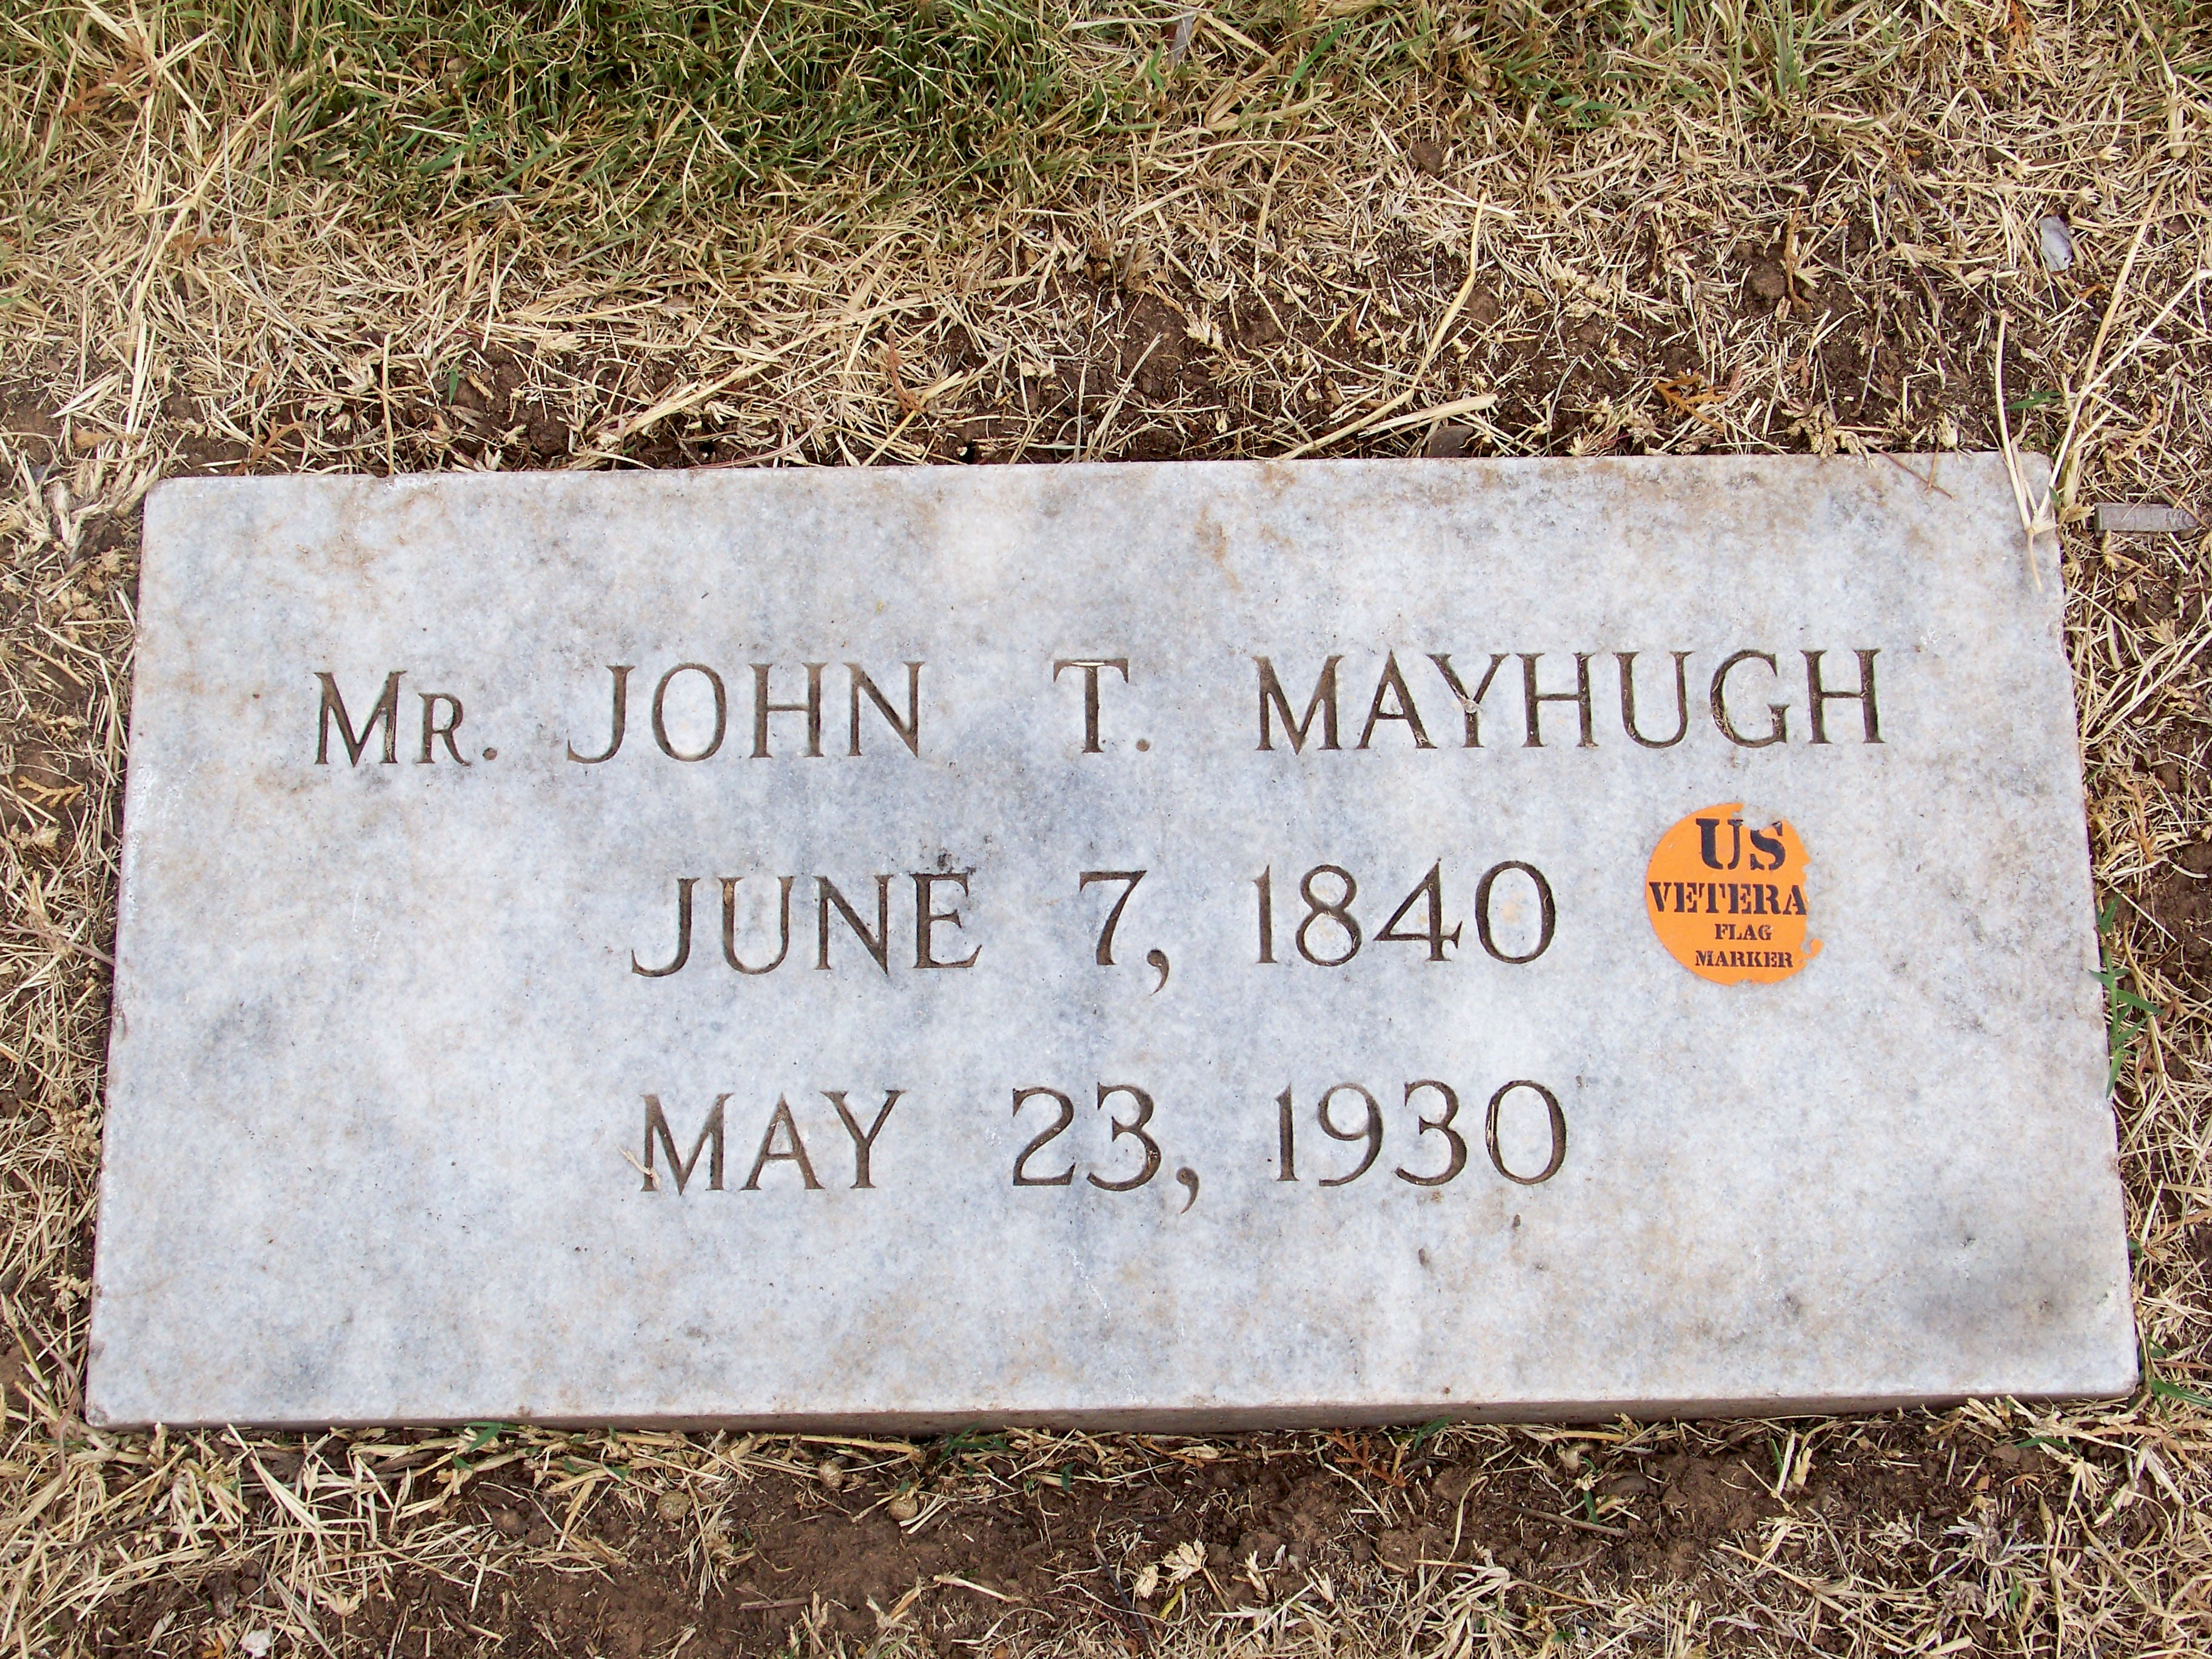 MR. JOHN T. MAYHUGH
JUNE 7, 1840
MAY 23, 1930
US
VETERA
FLAG
MARKER